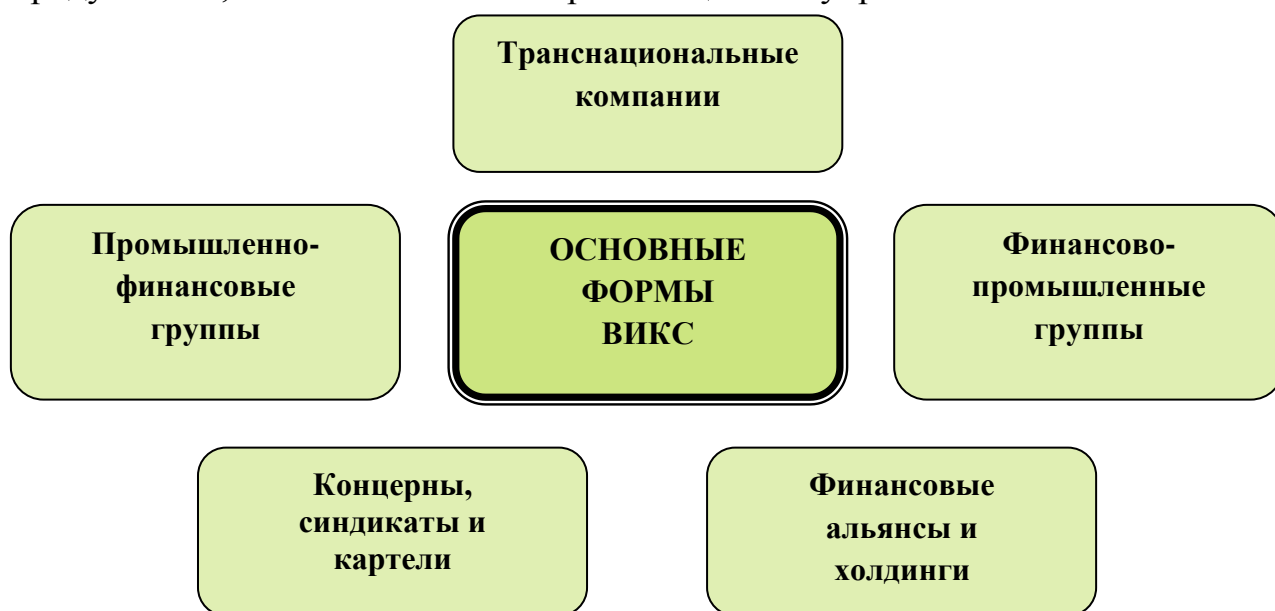 Транснациональные
компании
Промышленно-
финансовые
группы
ОСНОВНЫЕ
ФОРМЫ
ВИКС
Финансово-
промышленные
группы
Концерны,
синдикаты и
картели
Финансовые
альянсы и
холдинги